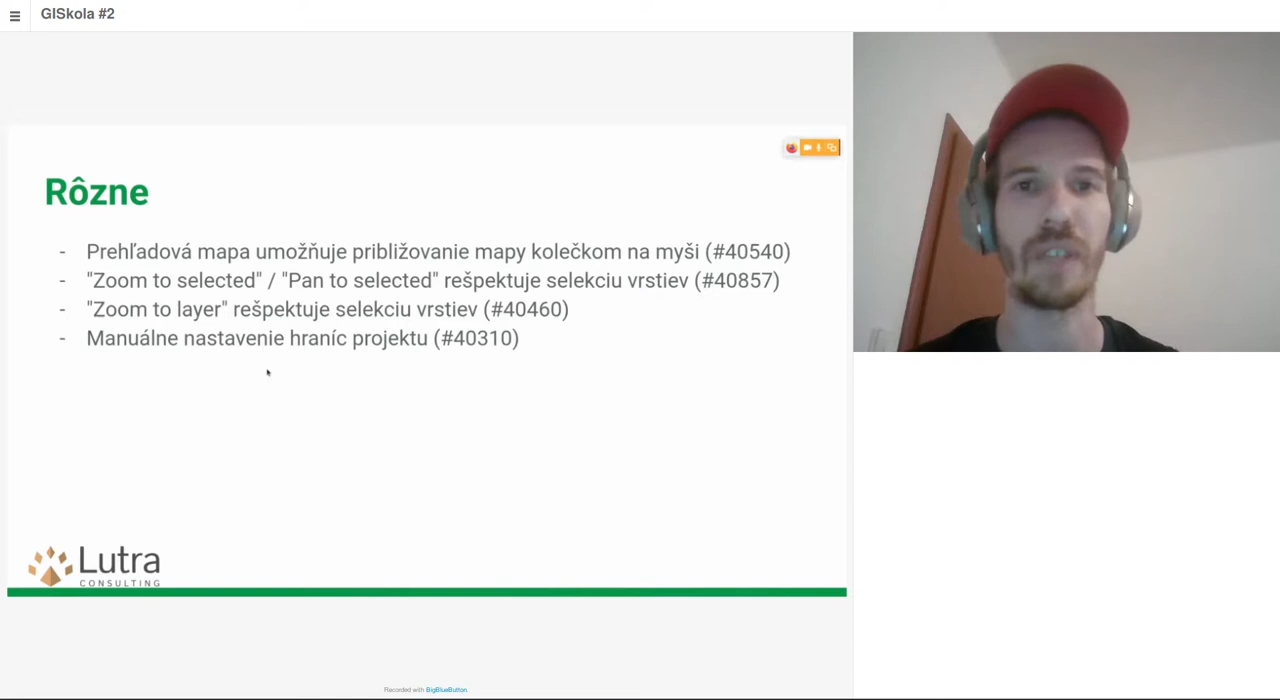 GISkola #2
Rôzne
- Prehľadová mapa umožňuje približovanie mapy kolečkom na myši (#40540)
- "Zoom to selected" / "Pan to selected" rešpektuje selekciu vrstiev (#40857)
- "Zoom to layer" rešpektuje selekciu vrstiev (#40460)
- Manuálne nastavenie hraníc projektu (#40310)
Lutra
CONSULTING
Recorded with BigBlueButton.